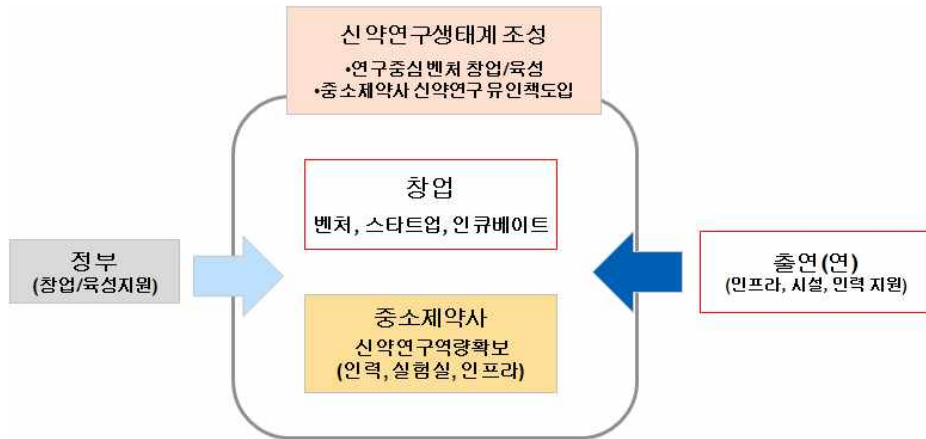 신약연구생태계 조성
•연구중심 벤처 창업/육성
•중소제약사 신약연구 유인책도입
창업
벤처, 스타트업, 인큐베이트
정부
(창업/육성지원)
출연(연)
(인프라, 시설, 인력 지원)
중소제약사
신약연구역량확보
(인력, 실험실, 인프라)